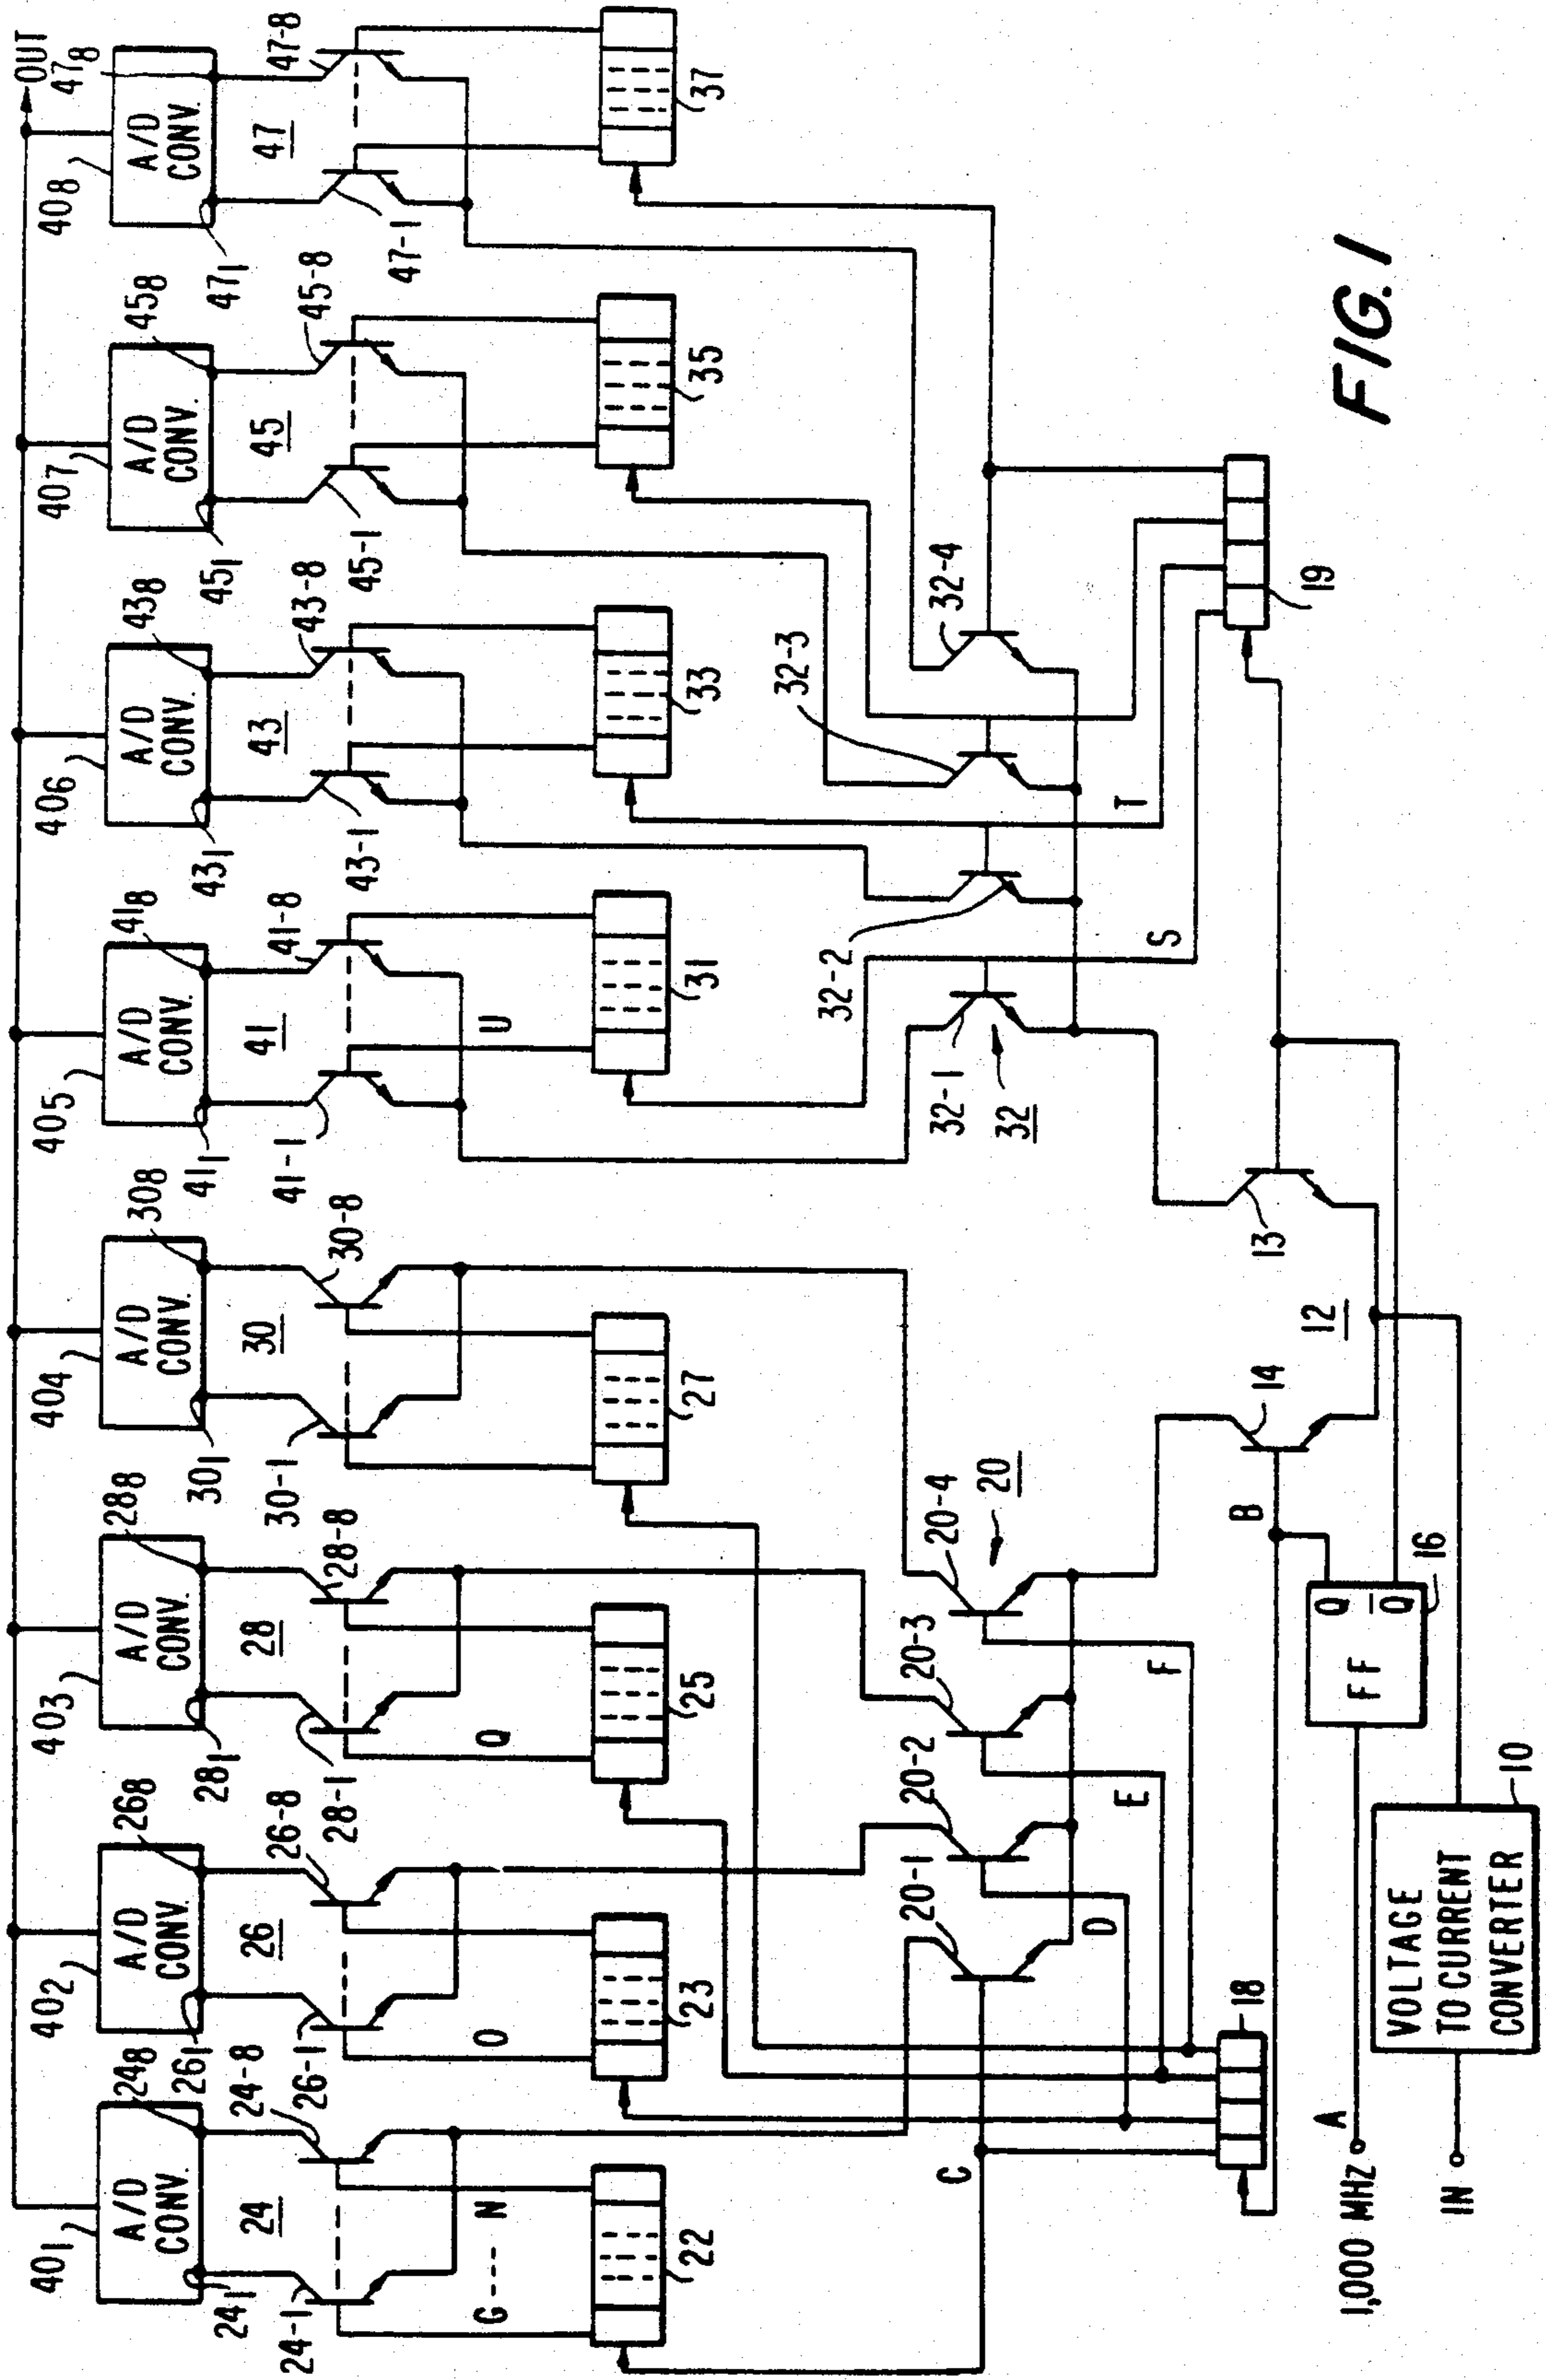 OUT
40₁
40₂
40₃
40₄
40₅
40₆
40₇
40₈
A/D CONV.
A/D CONV.
A/D CONV.
A/D CONV.
A/D CONV.
A/D CONV.
A/D CONV.
A/D CONV.
24₁
24₈
26₁
26₈
28₁
28₈
30₁
30₈
41₁
41₈
43₁
43₈
45₁
45₈
47₁
47₈
24
26
28
30
41
43
45
47
24-1
24-8
26-1
26-8
28-1
28-8
30-1
30-8
41-1
41-8
43-1
43-8
45-1
45-8
47-1
47-8
G --- N
O
Q
U
22
23
25
27
31
33
35
37
20-1
20-2
20-3
20-4
20
32-1
32
32-2
32-3
32-4
C
D
E
F
S
T
18
19
B
14
12
13
1,000 MHz
A
FF
Q
Q̅
16
IN
VOLTAGE
TO CURRENT
CONVERTER
10
FIG. 1